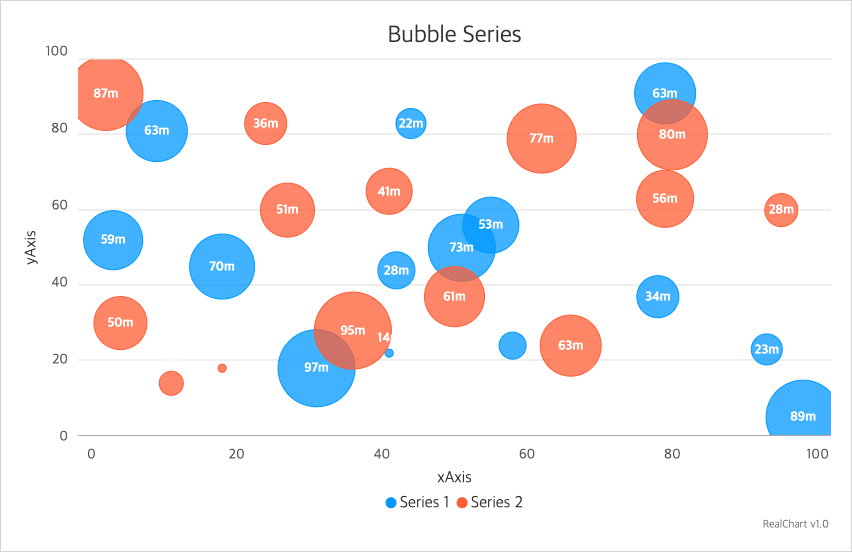 Bubble Series
100
80
60
40
20
0
yAxis
87m
63m
36m
22m
63m
77m
80m
41m
51m
56m
28m
59m
53m
73m
70m
28m
50m
61m
34m
95m
97m
63m
23m
89m
0 20 40 60 80 100
xAxis
Series 1 Series 2
RealChart v1.0